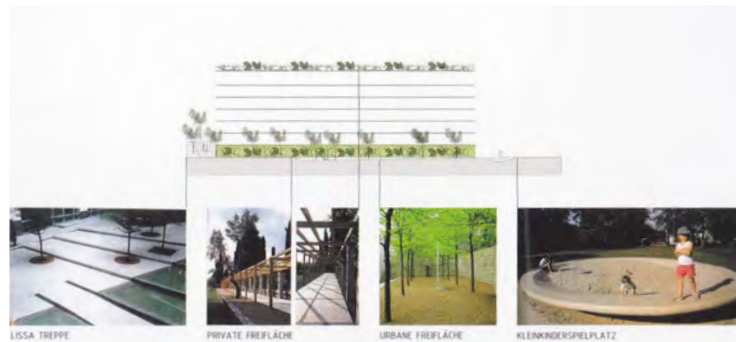 LISSA TREPPE
PRIVATE FREIFLÄCHE
URBANE FREIFLÄCHE
KLEINKINDERSPIELPLATZ